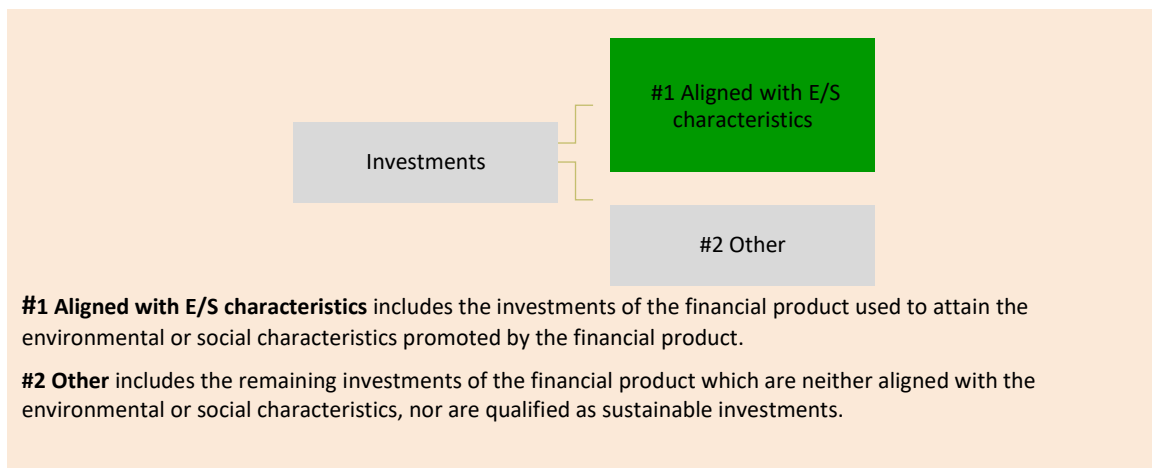 #1 Aligned with E/S
characteristics
Investments
#2 Other
#1 Aligned with E/S characteristics includes the investments of the financial product used to attain the
environmental or social characteristics promoted by the financial product.
#2 Other includes the remaining investments of the financial product which are neither aligned with the
environmental or social characteristics, nor are qualified as sustainable investments.